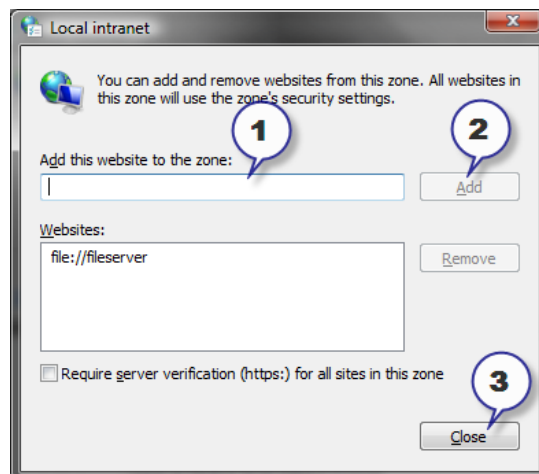 Local intranet
You can add and remove websites from this zone. All websites in
this zone will use the zone's security settings.
1
2
Add this website to the zone:
Add
Websites:
file://fileserver
Remove
Require server verification (https:) for all sites in this zone
3
Close